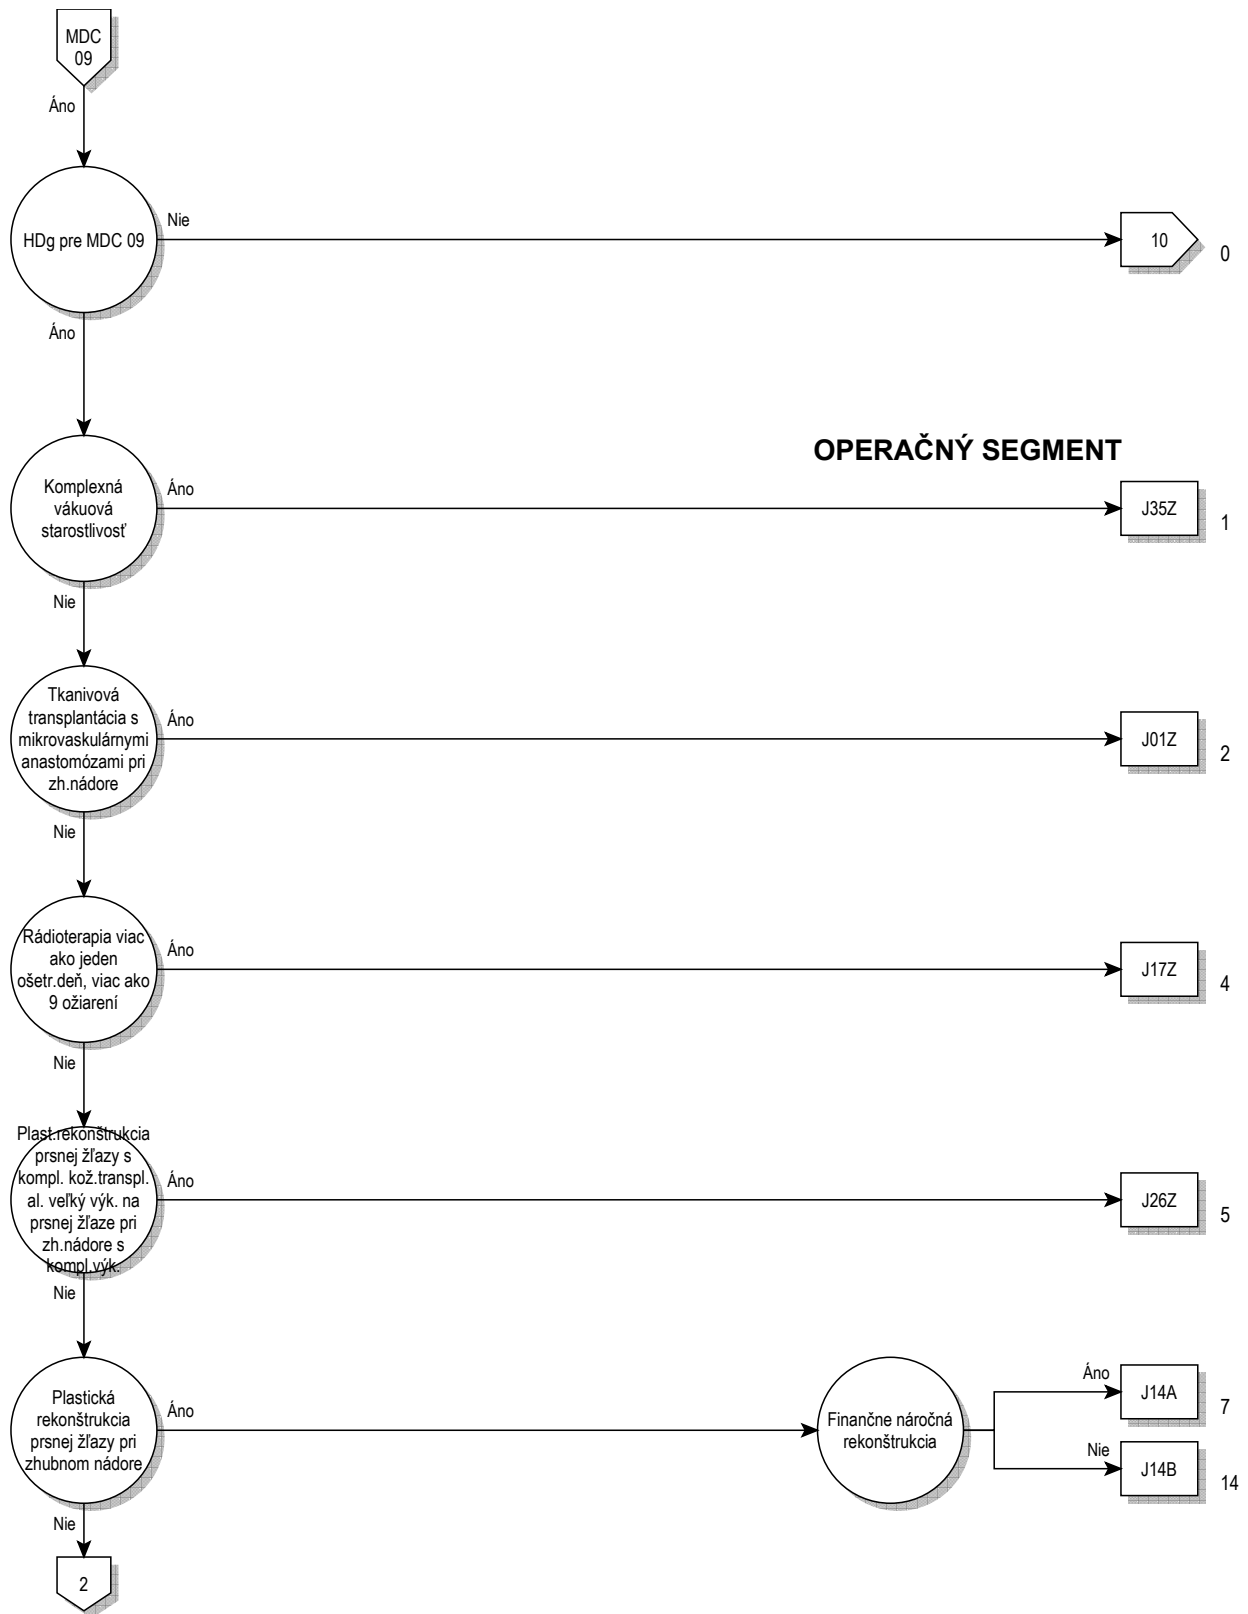 MDC
09
Áno
HDg pre MDC 09
Nie
10
0
Áno
OPERAČNÝ SEGMENT
Komplexná
vákuová
starostlivosť
Áno
J35Z
1
Nie
Tkanivová
transplantácia s
mikrovaskulárnymi
anastomózami pri
zh.nádore
Áno
J01Z
2
Nie
Rádioterapia viac
ako jeden
ošetr.deň, viac ako
9 ožiarení
Áno
J17Z
4
Nie
Plast.rekonštrukcia
prsnej žľazy s
kompl. kož.transpl.
al. veľký výk. na
prsnej žľaze pri
zh.nádore s
kompl.výk.
Áno
J26Z
5
Nie
Plastická
rekonštrukcia
prsnej žľazy pri
zhubnom nádore
Áno
Finančne náročná
rekonštrukcia
Áno
J14A
7
Nie
J14B
14
Nie
2